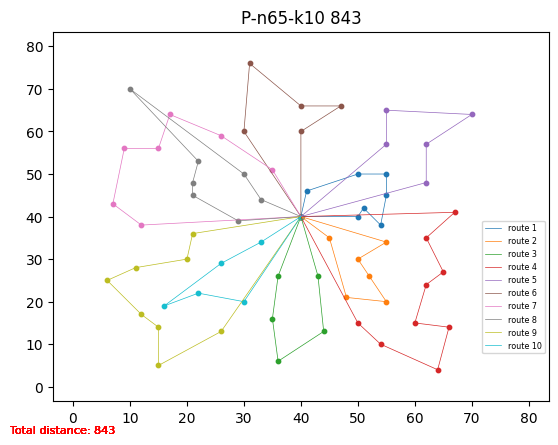 P-n65-k10 843
80
70
60
50
40
30
20
10
0
0 10 20 30 40 50 60 70 80
route 1
route 2
route 3
route 4
route 5
route 6
route 7
route 8
route 9
route 10
Total distance: 843